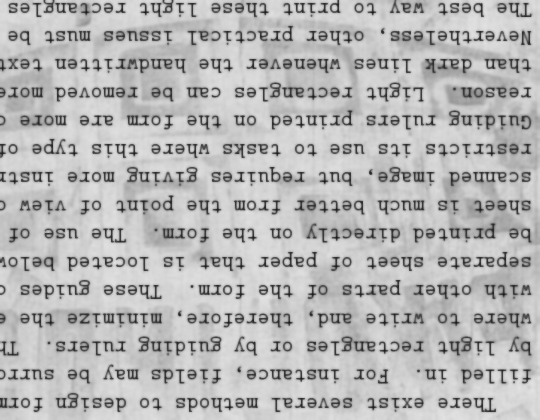 There exist several methods to design form
filled in. For instance, fields may be surro
by light rectangles or by guiding rulers. Th
where to write and, therefore, minimize the e
with other parts of the form. These guides c
separate sheet of paper that is located below
be printed directly on the form. The use of
sheet is much better from the point of view o
scanned image, but requires giving more instr
restricts its use to tasks where this type of
Guiding rulers printed on the form are more c
reason. Light rectangles can be removed more
than dark lines whenever the handwritten text
Nevertheless, other practical issues must be
The best way to print these light rectangles